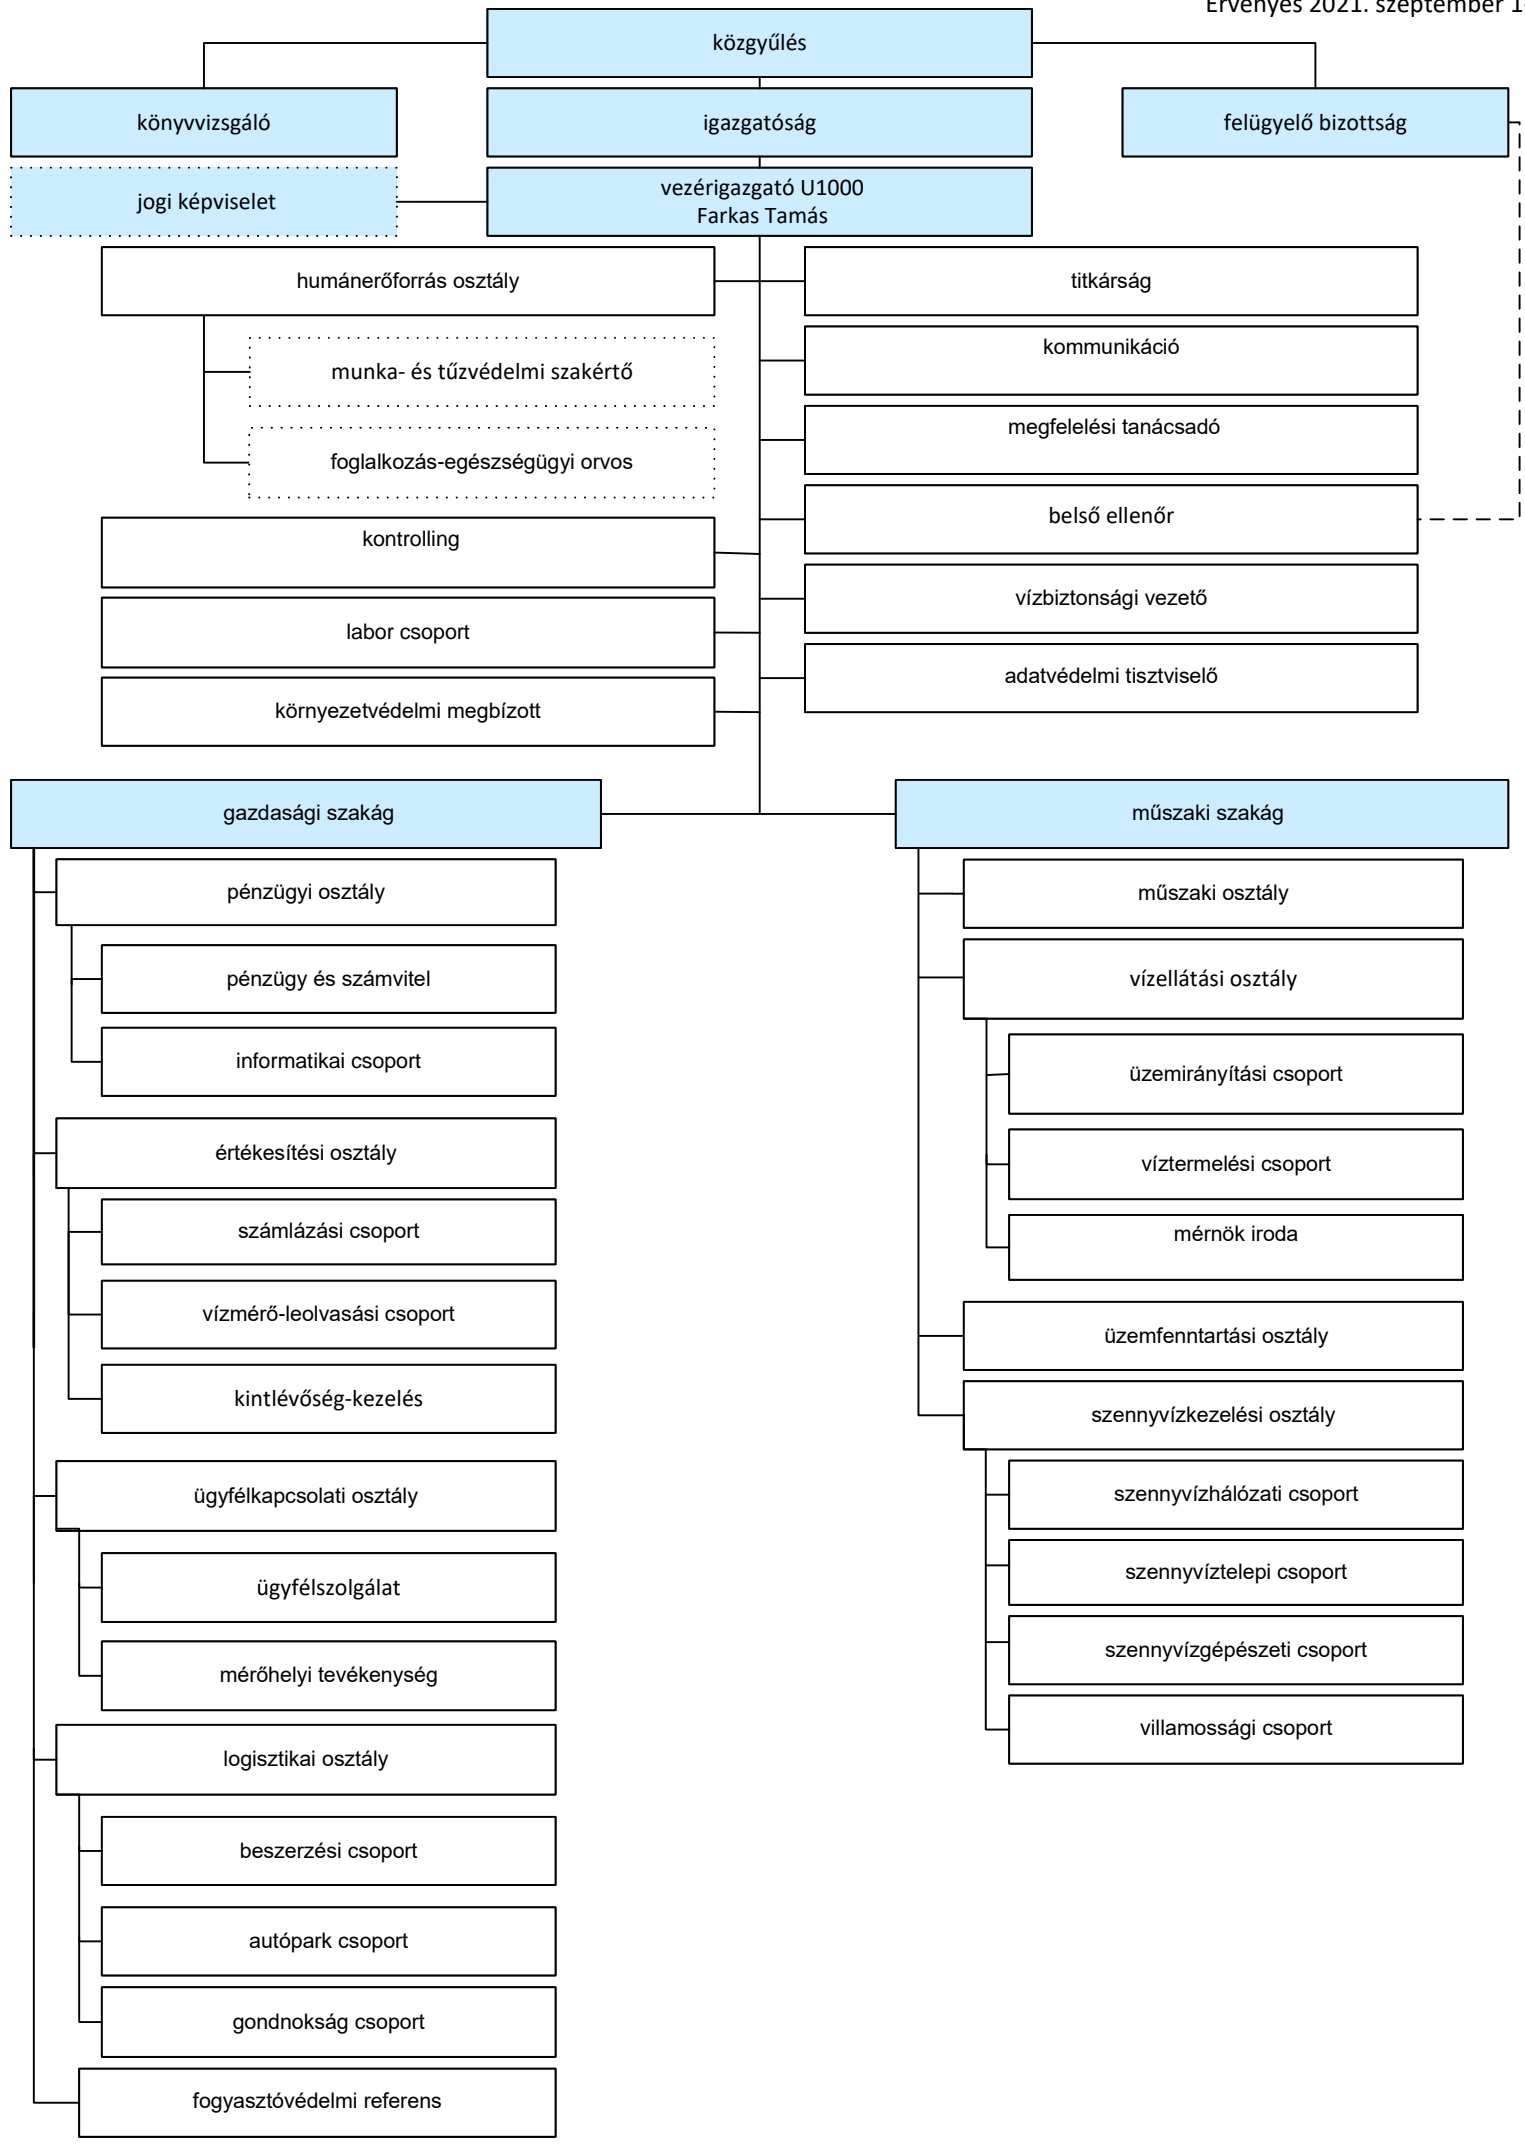 Érvényes 2021. szeptember 1-
közgyűlés
könyvvizsgáló
igazgatóság
felügyelő bizottság
jogi képviselet
vezérigazgató U1000
Farkas Tamás
humánerőforrás osztály
titkárság
munka- és tűzvédelmi szakértő
kommunikáció
foglalkozás-egészségügyi orvos
megfelelési tanácsadó
kontrolling
belső ellenőr
labor csoport
vízbiztonsági vezető
környezetvédelmi megbízott
adatvédelmi tisztviselő
gazdasági szakág
pénzügyi osztály
pénzügy és számvitel
informatikai csoport
értékesítési osztály
számlázási csoport
vízmérő-leolvasási csoport
kintlévőség-kezelés
ügyfélkapcsolati osztály
ügyfélszolgálat
mérőhelyi tevékenység
logisztikai osztály
beszerzési csoport
autópark csoport
gondnokság csoport
fogyasztóvédelmi referens
műszaki szakág
műszaki osztály
vízellátási osztály
üzemirányítási csoport
víztermelési csoport
mérnök iroda
üzemfenntartási osztály
szennyvízkezelési osztály
szennyvízhálózati csoport
szennyvíztelepi csoport
szennyvízgépészeti csoport
villamossági csoport